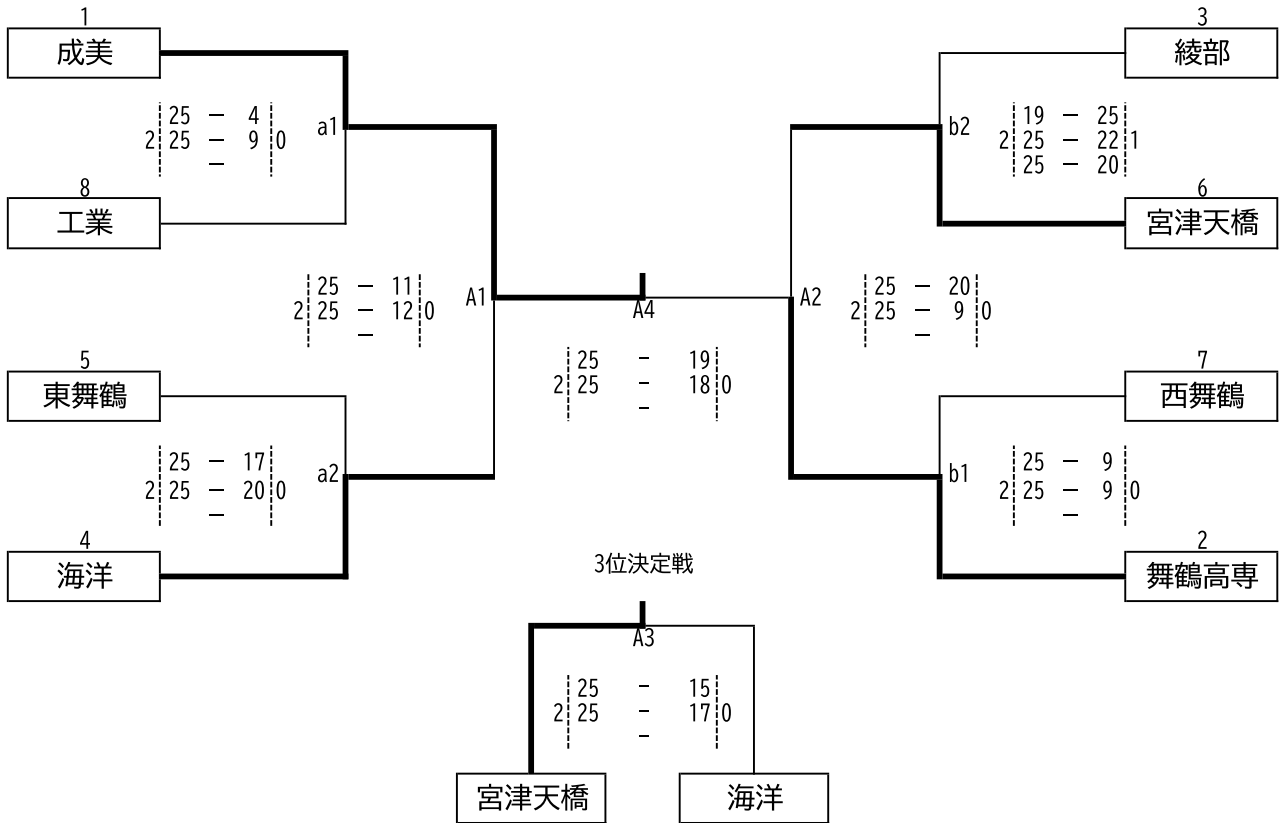 1
成美
3
綾部
25 － 4
2 25 － 9 0
－
a1
b2
19 － 25
2 25 － 22 1
25 － 20
8
工業
6
宮津天橋
25 － 11
2 25 － 12 0
－
A1
A4
A2
25 － 20
2 25 － 9 0
－
25 － 19
2 25 － 18 0
－
5
東舞鶴
7
西舞鶴
25 － 17
2 25 － 20 0
－
a2
b1
25 － 9
2 25 － 9 0
－
4
海洋
2
舞鶴高専
3位決定戦
A3
25 － 15
2 25 － 17 0
－
宮津天橋
海洋